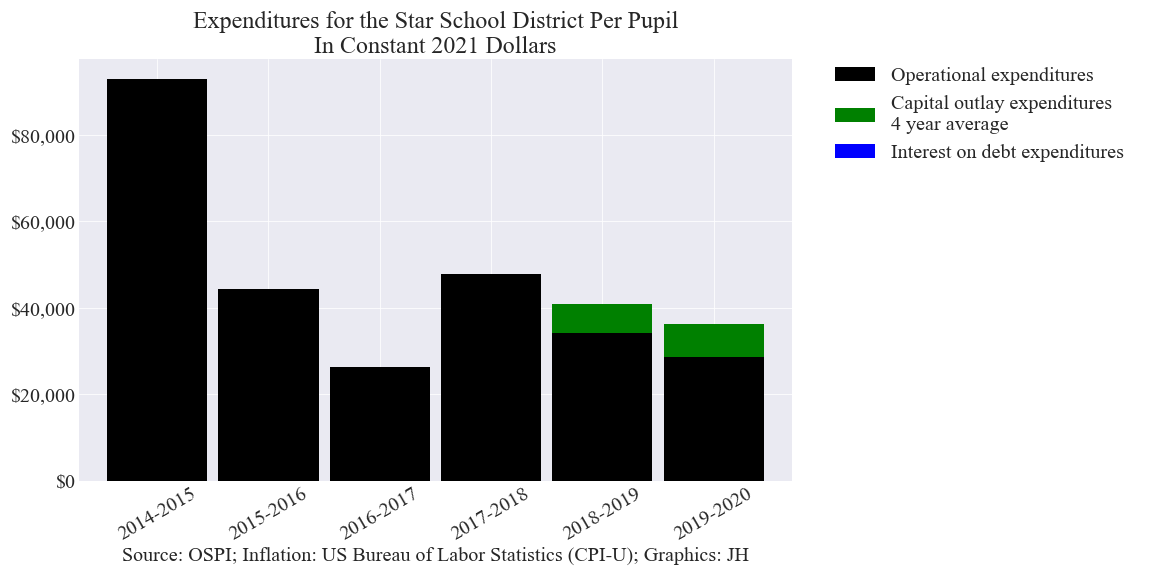 Expenditures for the Star School District Per Pupil
In Constant 2021 Dollars
Operational expenditures
Capital outlay expenditures
4 year average
Interest on debt expenditures
$80,000
$60,000
$40,000
$20,000
$0
2014-2015
2015-2016
2016-2017
2017-2018
2018-2019
2019-2020
Source: OSPI; Inflation: US Bureau of Labor Statistics (CPI-U); Graphics: JH